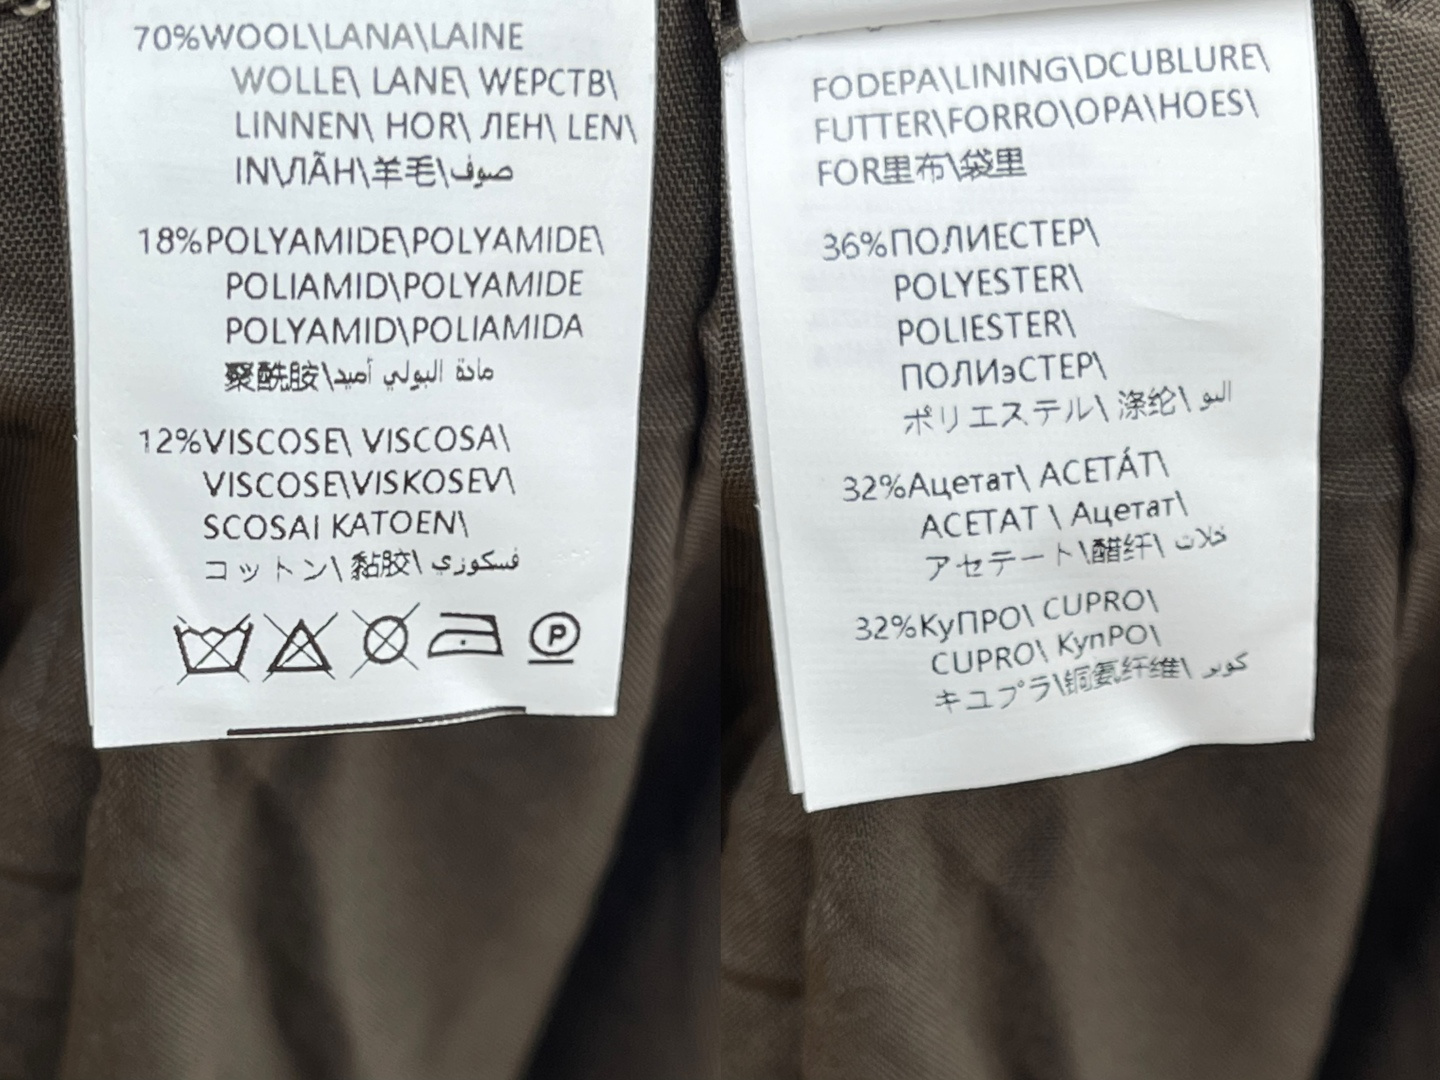 70%WOOL\LANA\LAINE
WOLLE\ LANE\ WEPCTB\
LINNEN\ HOR\ ЛЕН\ LEN\
IN\ЛÃH\羊毛\صوف
18%POLYAMIDE\POLYAMIDE\
POLIAMID\POLYAMIDE
POLYAMID\POLIAMIDA
聚酰胺\مادة البولي أميد
12%VISCOSE\ VISCOSA\
VISCOSE\VISKOSEV\
SCOSAI KATOEN\
コットン\ 黏胶\ فسكوزي
P
FODEPA\LINING\DCUBLURE\
FUTTER\FORRO\OPA\HOES\
FOR里布\袋里
36%ПОЛИЕСТЕР\
POLYESTER\
POLIESTER\
ПОЛИэСТЕР\
ポリエステル\ 涤纶\ البو
32%Ацетат\ ACETÁT\
ACETAT \ Ацетат\
アセテート\醋纤\ خلات
32%КуПРО\ CUPRO\
CUPRO\ КупРО\
キユプラ\铜氨纤维\ كوبر